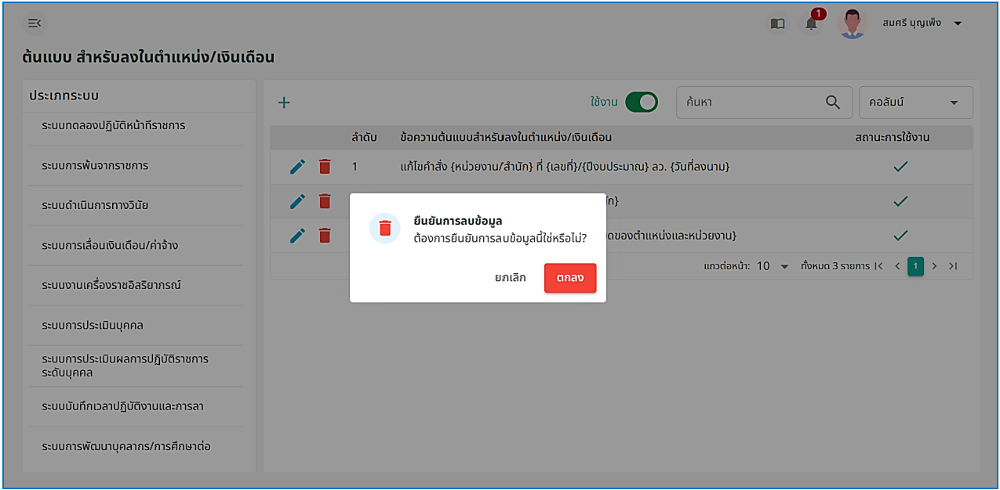 1
สมศรี บุญเพ็ง
ต้นแบบ สำหรับลงในตำแหน่ง/เงินเดือน
ประเภทระบบ
ระบบทดลองปฏิบัติหน้าที่ราชการ
ระบบการพ้นจากราชการ
ระบบดำเนินการทางวินัย
ระบบการเลื่อนเงินเดือน/ค่าจ้าง
ระบบงานเครื่องราชอิสริยาภรณ์
ระบบการประเมินบุคคล
ระบบการประเมินผลการปฏิบัติราชการ
ระดับบุคคล
ระบบบันทึกเวลาปฏิบัติงานและการลา
ระบบการพัฒนาบุคลากร/การศึกษาต่อ
ใช้งาน ค้นหา คอลัมน์
ลำดับ ข้อความต้นแบบสำหรับลงในตำแหน่ง/เงินเดือน สถานะการใช้งาน
1 แก้ไขคำสั่ง {หน่วยงาน/สำนัก} ที่ {เลขที่}/{ปีงบประมาณ} ลว. {วันที่ลงนาม}
ของตำแหน่งและหน่วยงาน}
แถวต่อหน้า: 10 ทั้งหมด 3 รายการ 1
ยืนยันการลบข้อมูล
ต้องการยืนยันการลบข้อมูลนี้ใช่หรือไม่?
ยกเลิก ตกลง